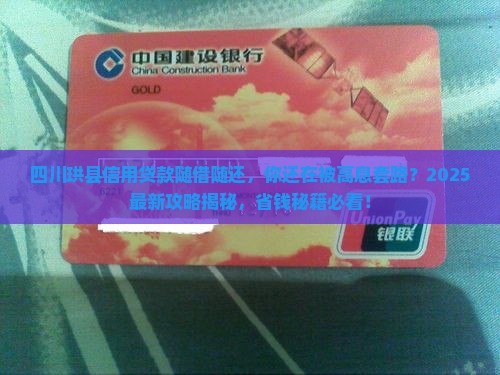 中国建设银行
China Construction Bank
GOLD
四川珙县信用贷款随借随还，你还在被高息套路？2025
最新攻略揭秘，省钱秘籍必看！
UnionPay
银联